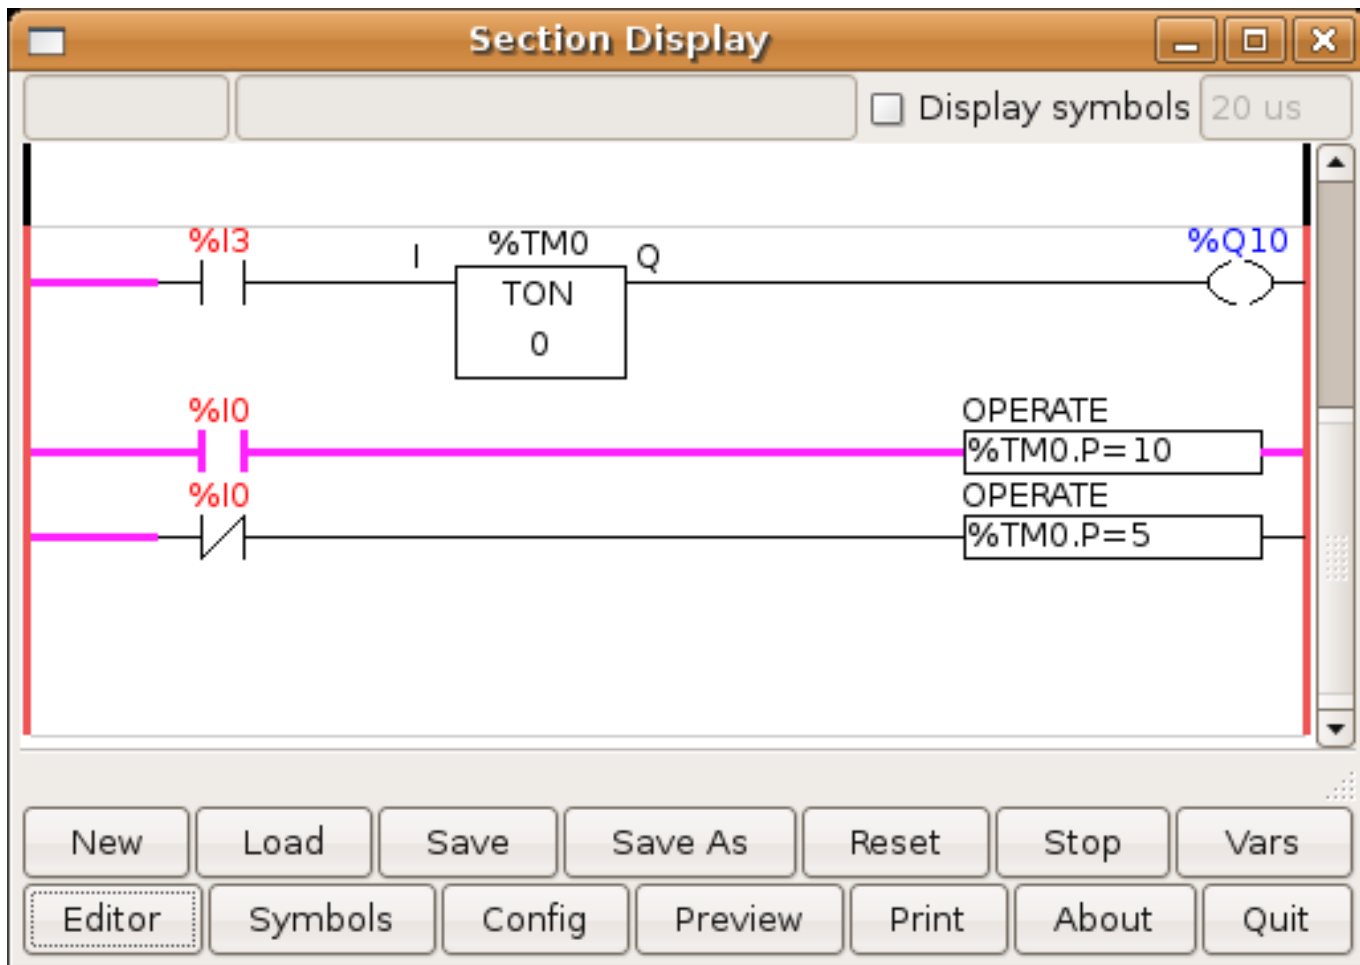 Section Display
Display symbols 20 us
%I3 I %TM0 Q %Q10
TON
0
%I0 OPERATE
%TM0.P=10
%I0 OPERATE
%TM0.P=5
New Load Save Save As Reset Stop Vars
Editor Symbols Config Preview Print About Quit